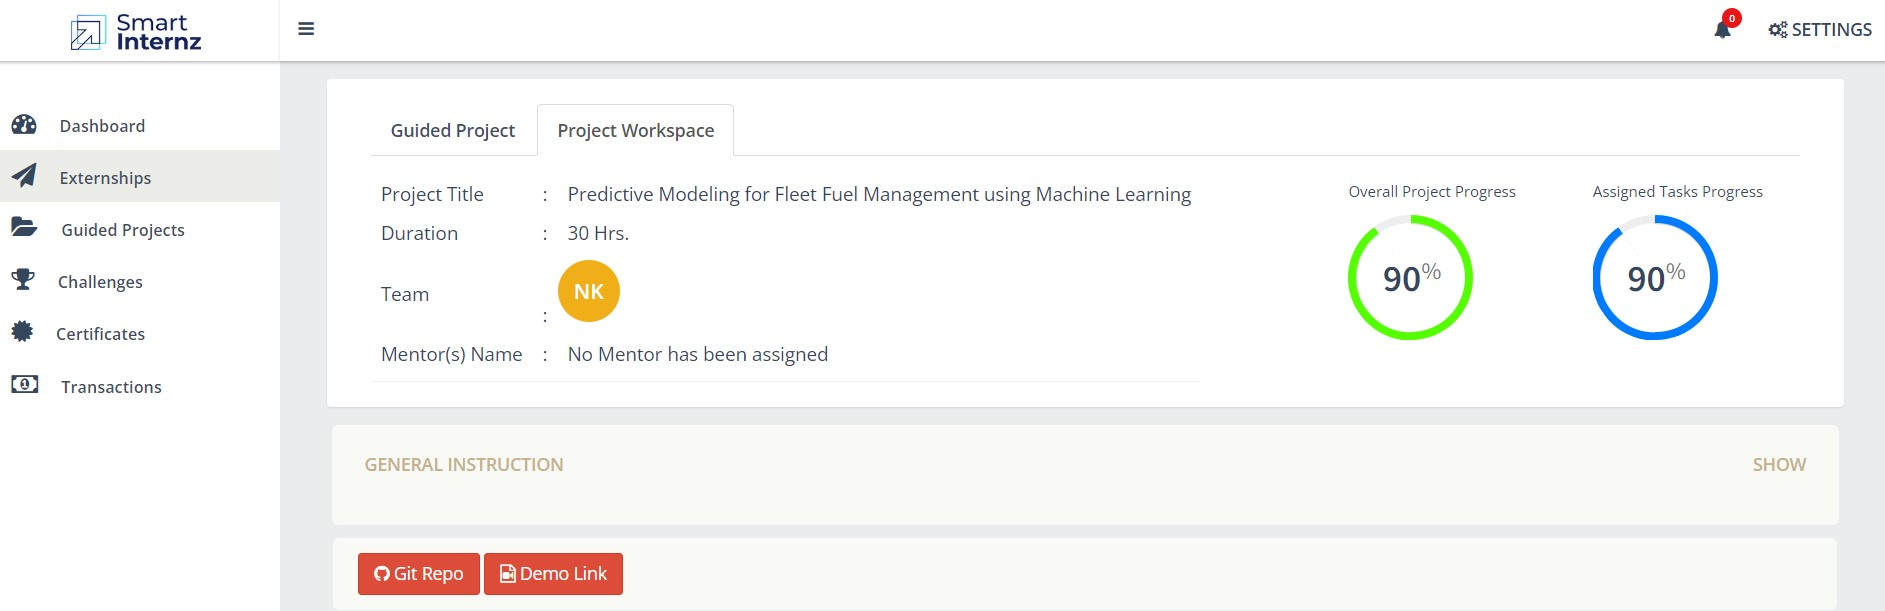 Smart
Internz
0
SETTINGS
Dashboard
Externships
Guided Projects
Challenges
Certificates
Transactions
Guided Project
Project Workspace
Project Title : Predictive Modeling for Fleet Fuel Management using Machine Learning
Duration : 30 Hrs.
Team : NK
Mentor(s) Name : No Mentor has been assigned
Overall Project Progress
90%
Assigned Tasks Progress
90%
GENERAL INSTRUCTION
SHOW
Git Repo
Demo Link